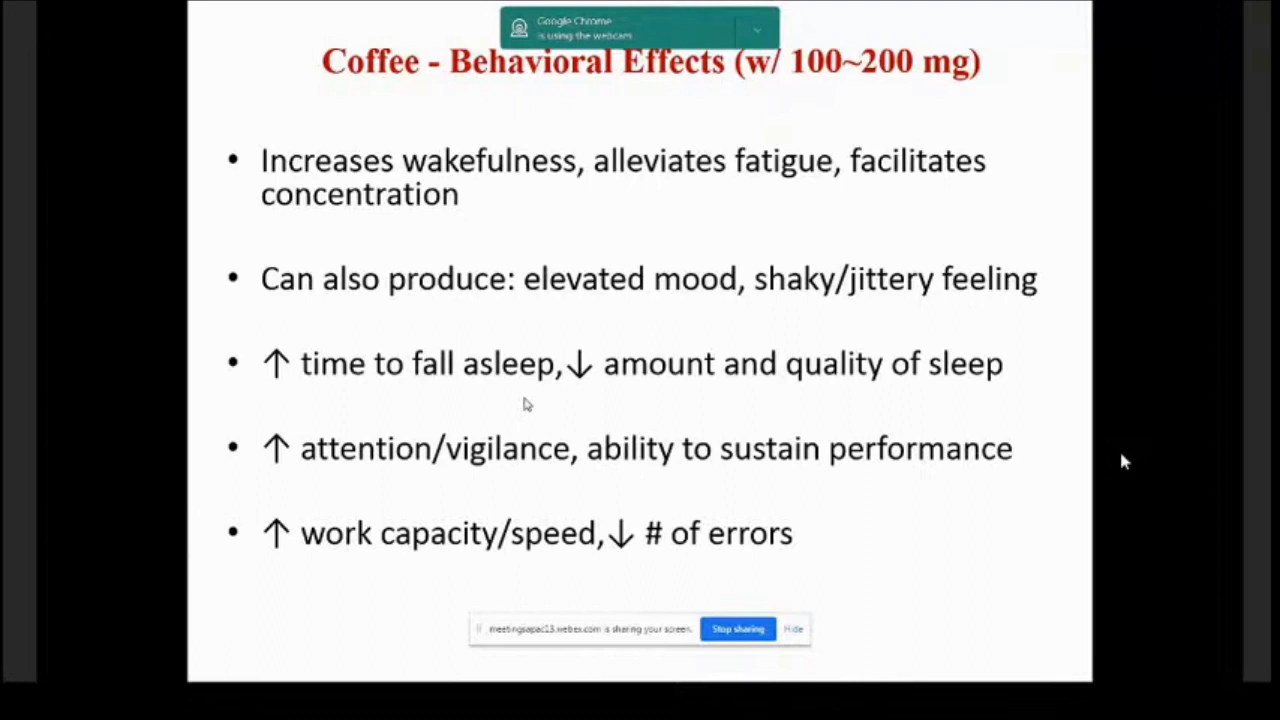 Google Chrome
is using the webcam
Coffee - Behavioral Effects (w/ 100~200 mg)
• Increases wakefulness, alleviates fatigue, facilitates
concentration
• Can also produce: elevated mood, shaky/jittery feeling
• ↑ time to fall asleep,↓ amount and quality of sleep
• ↑ attention/vigilance, ability to sustain performance
• ↑ work capacity/speed,↓ # of errors
meetingsapac13.webex.com is sharing your screen. Stop sharing Hide